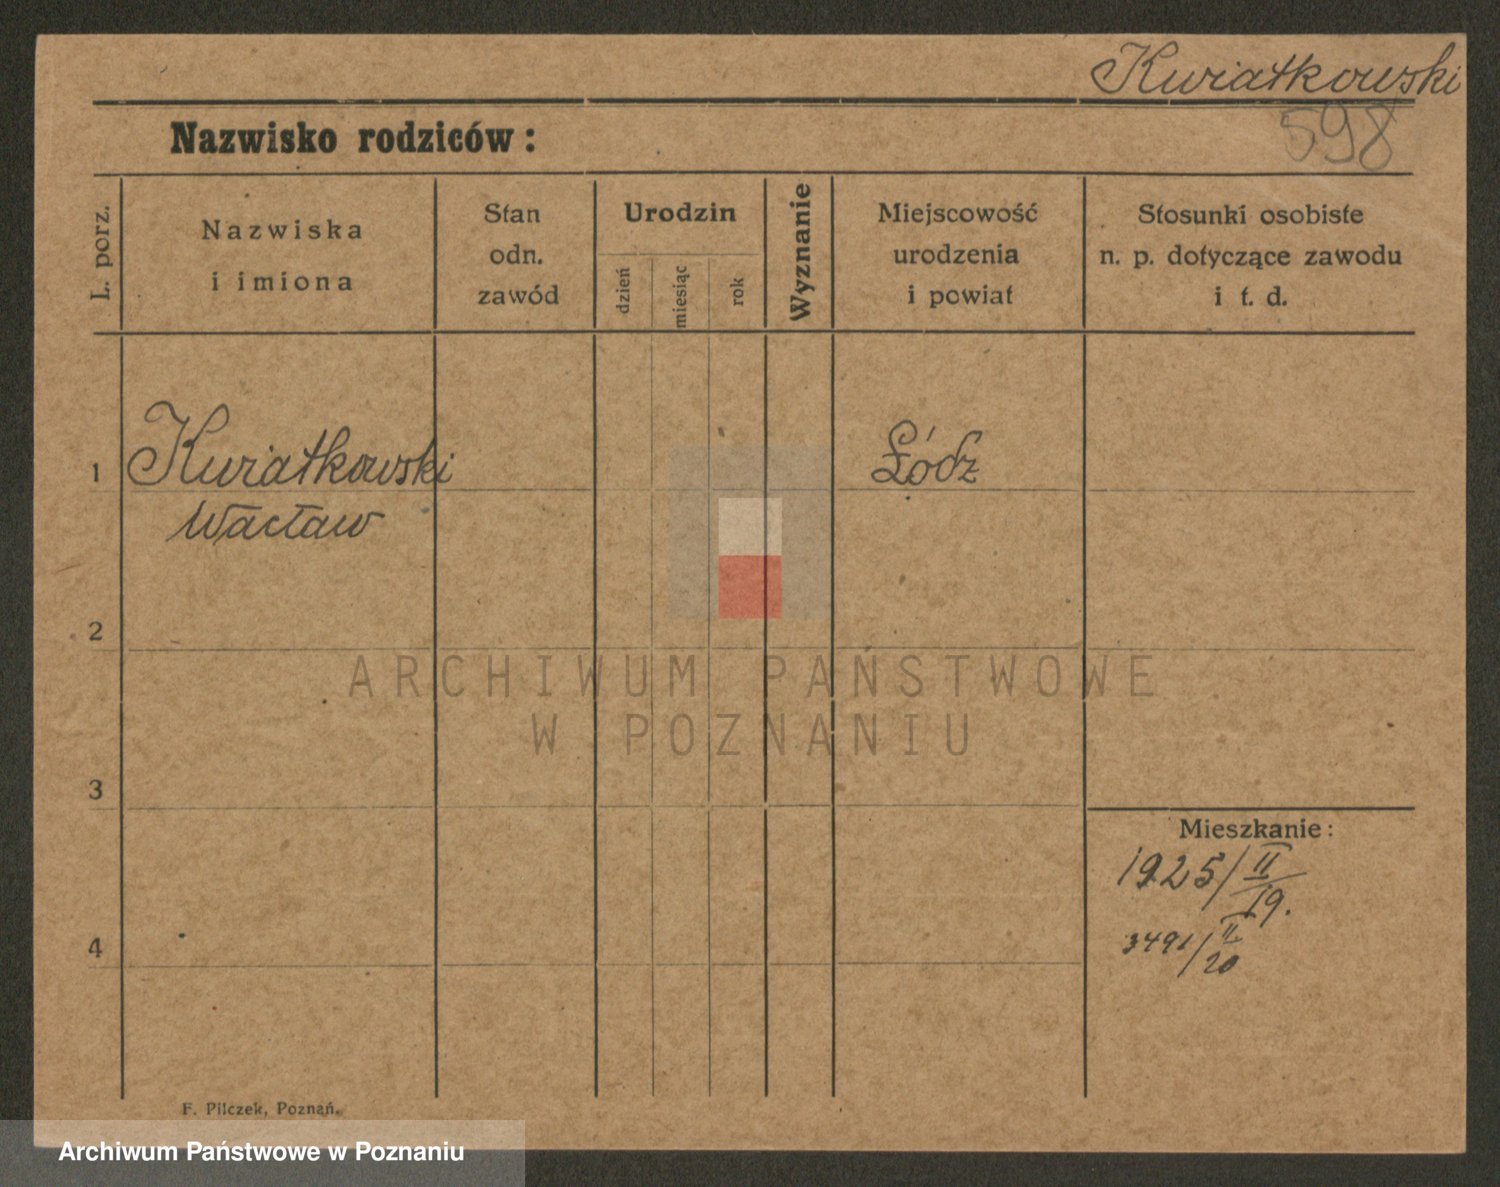 Kwiatkowski
598
Nazwisko rodziców:
L. porz.
Nazwiska
i imiona
Stan
odn.
zawód
Urodzin
dzień
miesiąc
rok
Wyznanie
Miejscowość
urodzenia
i powiat
Stosunki osobiste
n. p. dotyczące zawodu
i t. d.
1
Kwiatkowski
Wacław
Łódz
2
ARCHIWUM PAŃSTWOWE
W POZNANIU
3
Mieszkanie:
1925/II
19.
3491/II
20
4
F. Pilczek, Poznań.
Archiwum Państwowe w Poznaniu